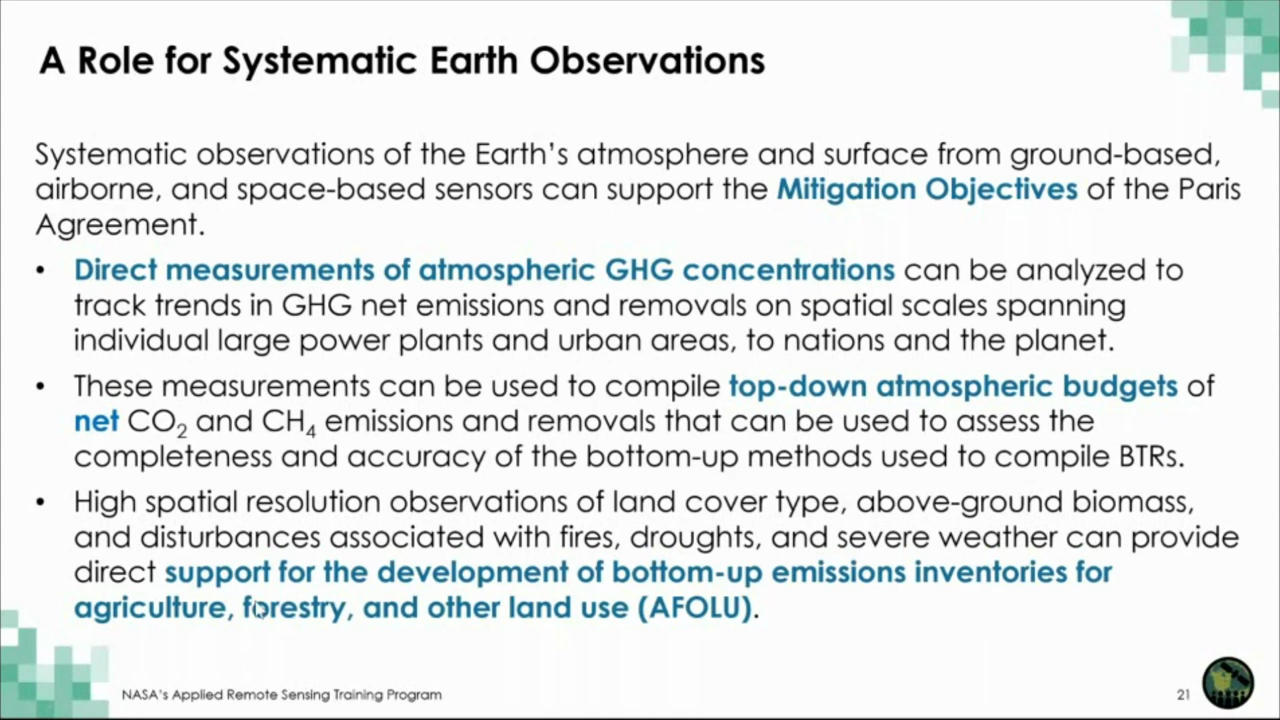 A Role for Systematic Earth Observations
Systematic observations of the Earth's atmosphere and surface from ground-based,
airborne, and space-based sensors can support the Mitigation Objectives of the Paris
Agreement.
• Direct measurements of atmospheric GHG concentrations can be analyzed to
track trends in GHG net emissions and removals on spatial scales spanning
individual large power plants and urban areas, to nations and the planet.
• These measurements can be used to compile top-down atmospheric budgets of
net CO₂ and CH₄ emissions and removals that can be used to assess the
completeness and accuracy of the bottom-up methods used to compile BTRs.
• High spatial resolution observations of land cover type, above-ground biomass,
and disturbances associated with fires, droughts, and severe weather can provide
direct support for the development of bottom-up emissions inventories for
agriculture, forestry, and other land use (AFOLU).
NASA's Applied Remote Sensing Training Program
21